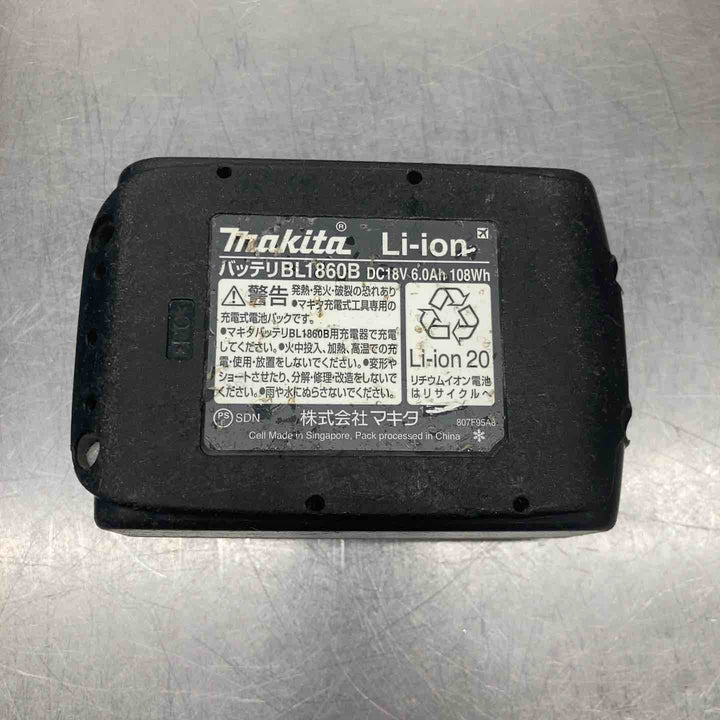 makita® Li-ion
バッテリBL1860B DC18V 6.0Ah 108Wh
警告 発熱・発火・破裂の恐れあり
●マキタ充電式工具専用の
充電式電池パックです。
●マキタバッテリBL1860B用充電器で充電
してください。●火中投入、加熱、高温での充
電・使用・放置をしないでください。●変形や
ショートさせたり、分解・修理・改造をしないで
ください。●雨や水にぬらさないでください。
Li-ion 20
リチウムイオン電池
はリサイクルへ
PS SDN 株式会社マキタ 807F95A8
Cell Made in Singapore, Pack processed in China